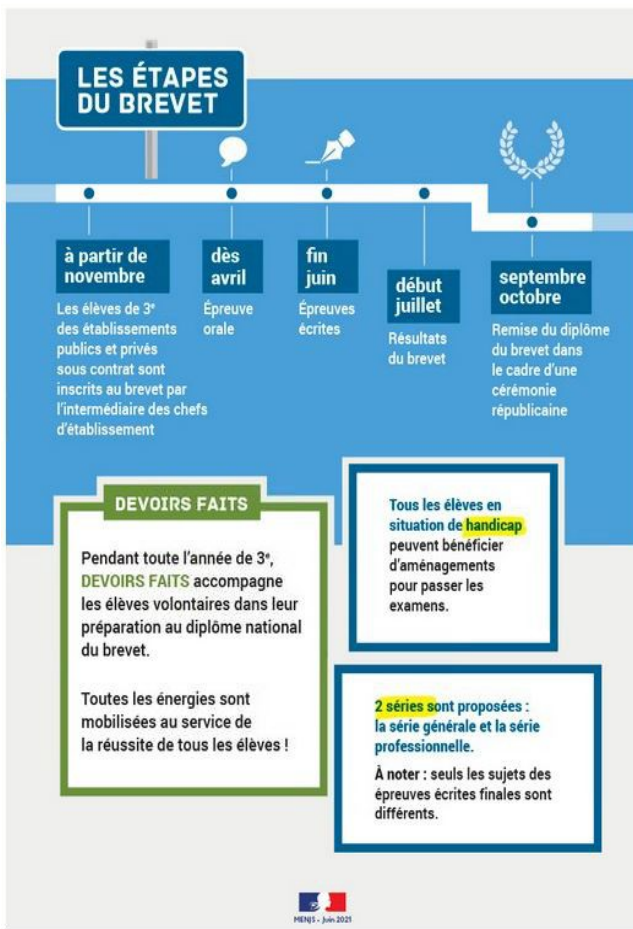 LES ÉTAPES
DU BREVET
à partir de
novembre
Les élèves de 3e
des établissements
publics et privés
sous contrat sont
inscrits au brevet par
l'intermédiaire des chefs
d'établissement
dès
avril
Épreuve
orale
fin
juin
Épreuves
écrites
début
juillet
Résultats
du brevet
septembre
octobre
Remise du diplôme
du brevet dans
le cadre d'une
cérémonie
républicaine
DEVOIRS FAITS
Pendant toute l'année de 3e,
DEVOIRS FAITS accompagne
les élèves volontaires dans leur
préparation au diplôme national
du brevet.
Toutes les énergies sont
mobilisées au service de
la réussite de tous les élèves !
Tous les élèves en
situation de handicap
peuvent bénéficier
d'aménagements
pour passer les
examens.
2 séries sont proposées :
la série générale et la série
professionnelle.
À noter : seuls les sujets des
épreuves écrites finales sont
différents.
MENJS - Juin 2021